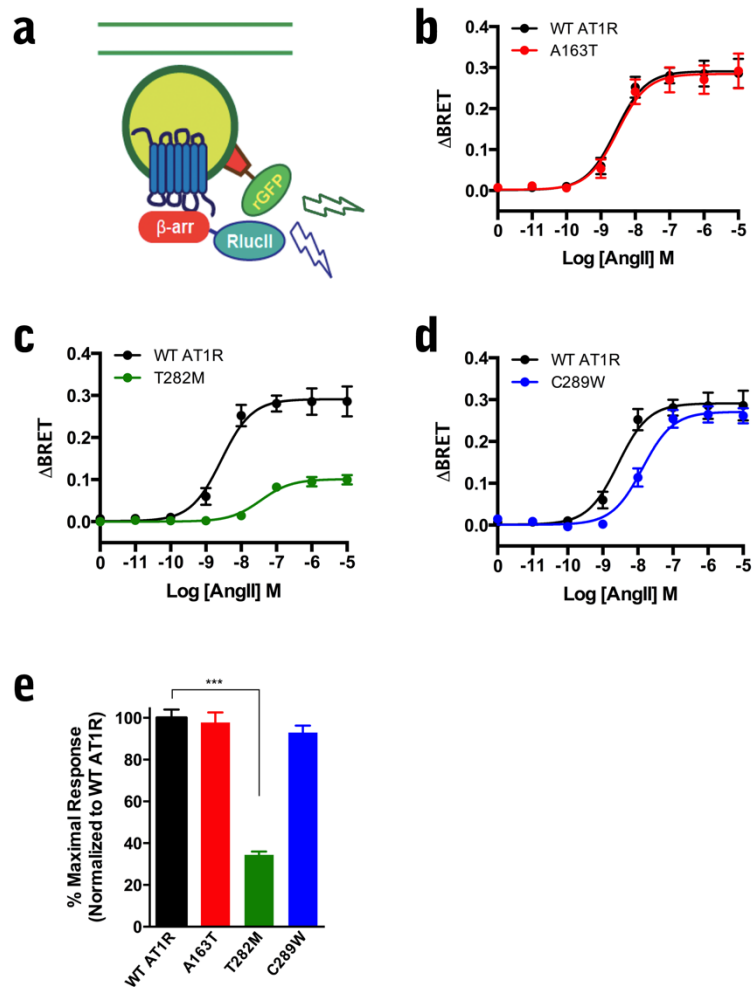 a
rGFP
β-arr
RlucII
b
WT AT1R
A163T
ΔBRET
0.4
0.3
0.2
0.1
0.0
0 -11 -10 -9 -8 -7 -6 -5
Log [AngII] M
c
WT AT1R
T282M
ΔBRET
0.4
0.3
0.1
0.0
0 -11 -10 -9 -8 -7 -6 -5
Log [AngII] M
d
WT AT1R
C289W
ΔBRET
0.4
0.3
0.2
0.1
0.0
0 -11 -10 -9 -8 -7 -6 -5
Log [AngII] M
e
% Maximal Response
(Normalized to WT AT1R)
100
80
60
40
20
0
***
WT AT1R
A163T
T282M
C289W